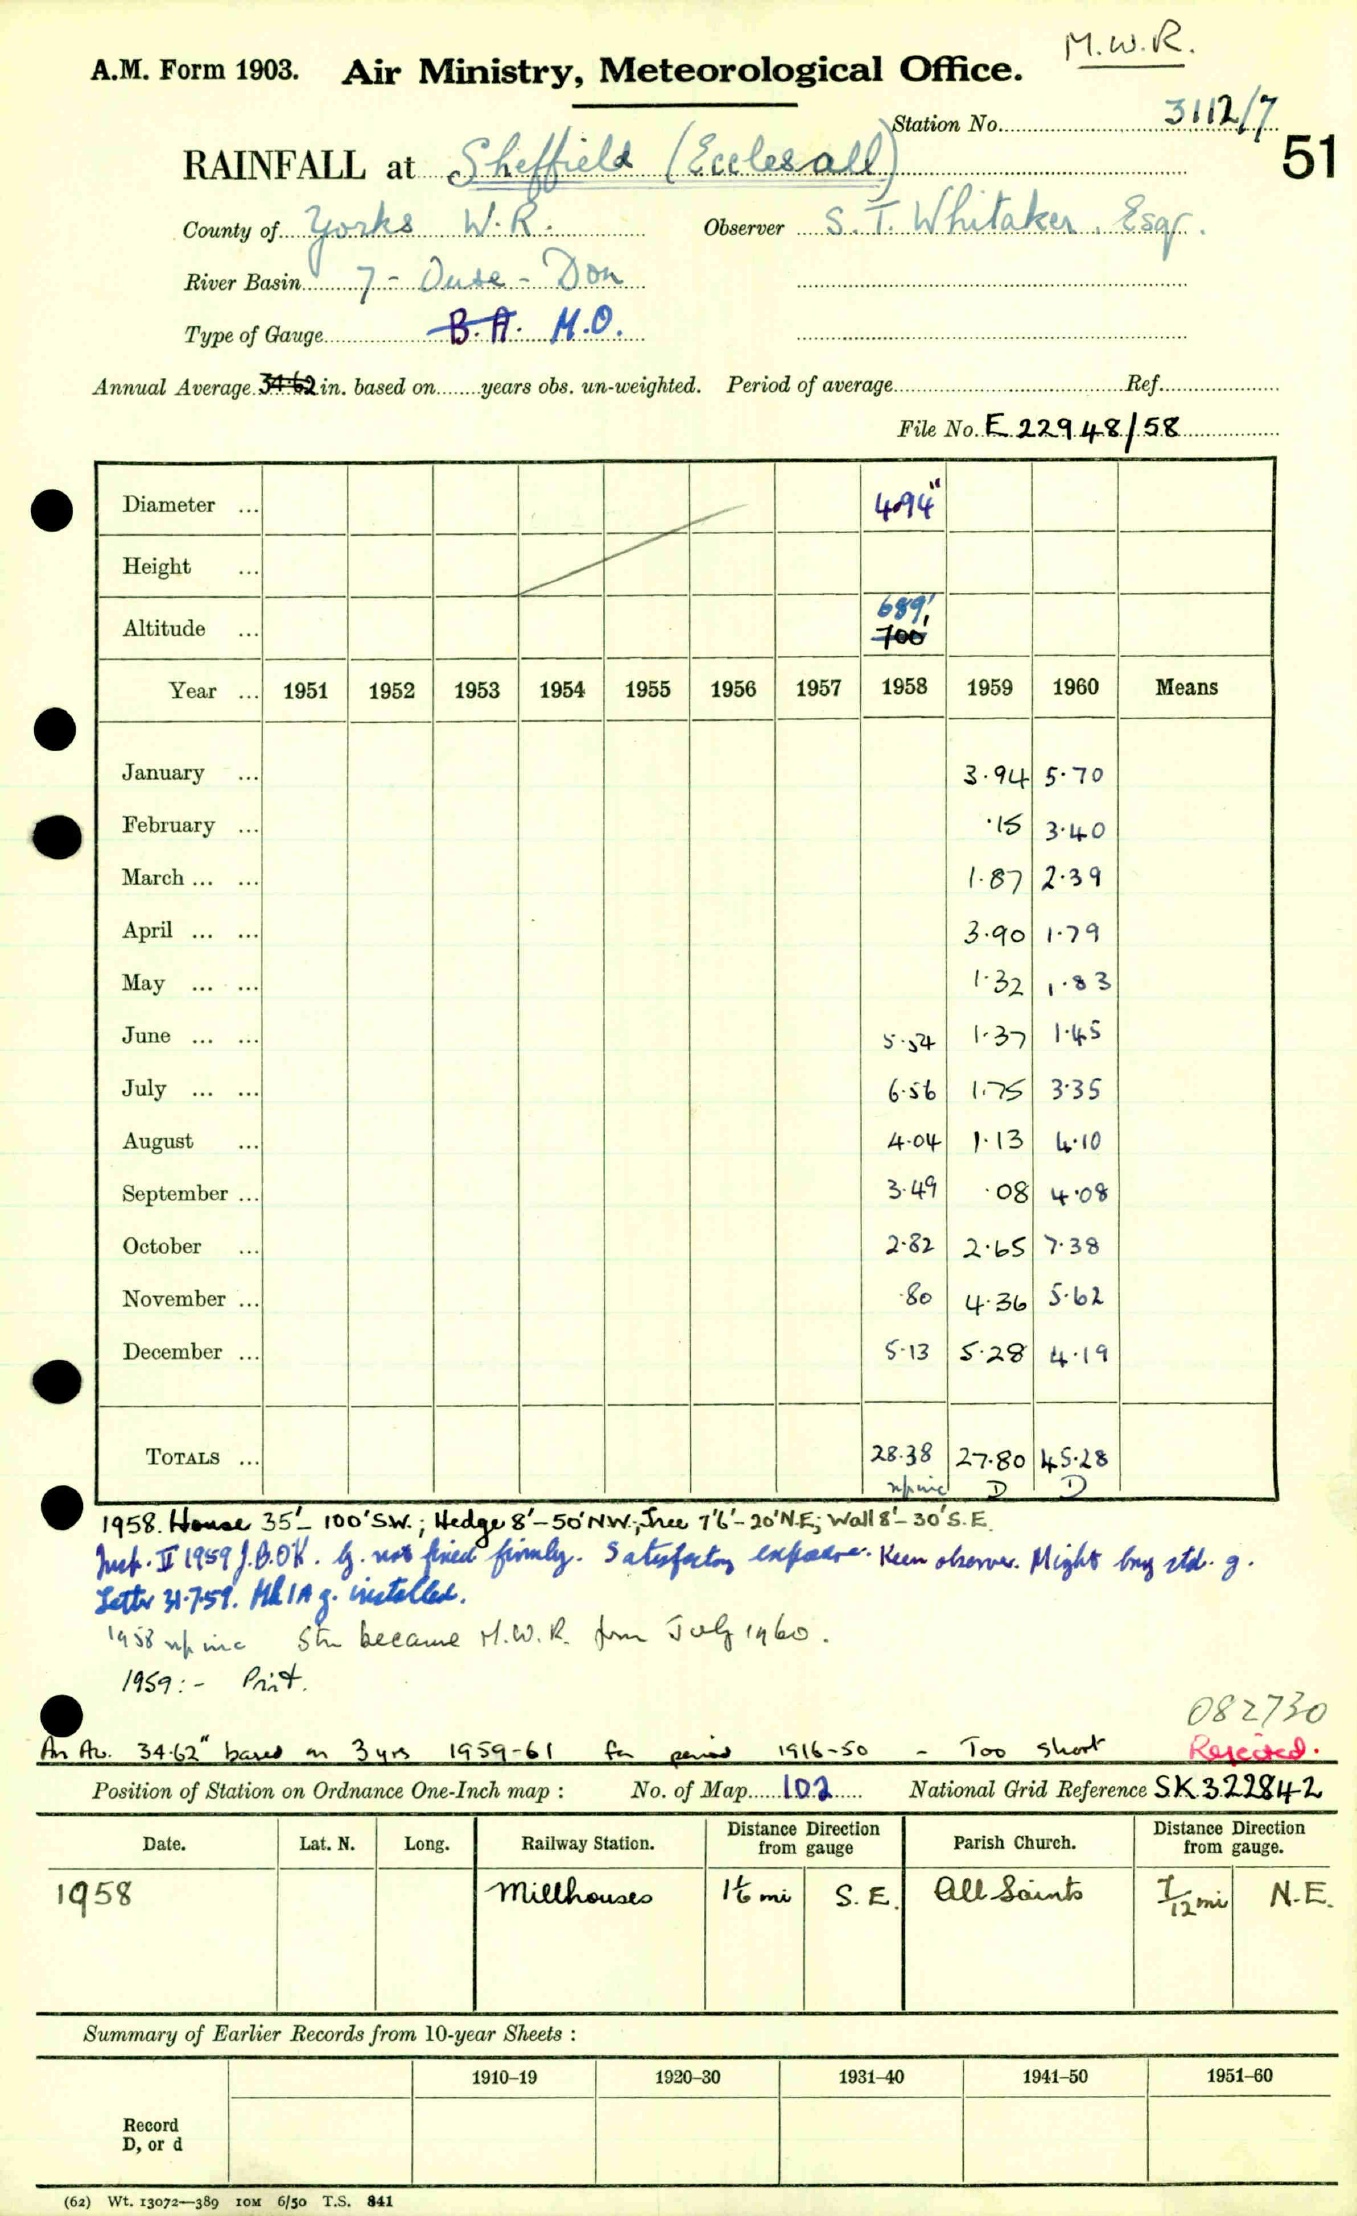 M.W.R.
A.M. Form 1903. Air Ministry, Meteorological Office.
Station No. 3112/7
51
RAINFALL at Sheffield (Ecclesall)
County of Yorks W.R. Observer S. T. Whitaker, Esqr.
River Basin 7 - Ouse - Don
Type of Gauge B.A. M.O.
Annual Average 34.62 in. based on years obs. un-weighted. Period of average Ref.
File No. E 22948/58
Diameter ... 4.94"
Height ...
Altitude ... 689' 700'
Year ... 1951 1952 1953 1954 1955 1956 1957 1958 1959 1960 Means
January ... 3.94 5.70
February ... .15 3.40
March ... ... 1.87 2.39
April ... ... 3.90 1.79
May ... ... 1.32 1.83
June ... ... 5.54 1.37 1.45
July ... ... 6.56 1.75 3.35
August ... 4.04 1.13 4.10
September ... 3.49 .08 4.08
October ... 2.82 2.65 7.38
November ... .80 4.36 5.62
December ... 5.13 5.28 4.19
TOTALS ... 28.38 27.80 45.28
np inc D D
1958. House 35'- 100' SW.; Hedge 8'-50' NW.; Tree 7'6'-20' N.E; Wall 8'-30' S.E.
Insp. II 1959 J.B.OK. G. not fixed firmly. Satisfactory exposure. Keen observer. Might buy std. g.
Letter 31.7.59. Mk 1A g. installed.
1958 np inc Stn became M.W.R. from July 1960.
1959:- Print.
082730
An Av. 34.62" based on 3 yrs 1959-61 for period 1916-50 - Too short Rejected.
Position of Station on Ordnance One-Inch map : No. of Map 102 National Grid Reference SK 322842
Date. Lat. N. Long. Railway Station. Distance from Direction gauge Parish Church. Distance from Direction gauge.
1958 Millhouses 1 1/6 mi S.E. All Saints 7/12 mi N.E.
Summary of Earlier Records from 10-year Sheets :
1910–19 1920–30 1931–40 1941–50 1951–60
Record
D, or d
(62) Wt. 13072—389 10M 6/50 T.S. 841